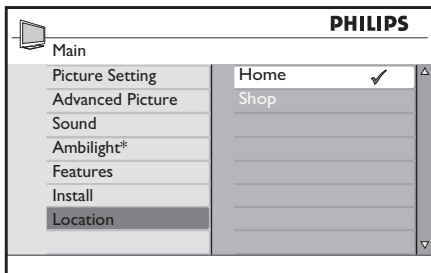 PHILIPS
Main
Picture Setting
Advanced Picture
Sound
Ambilight*
Features
Install
Location
Home ✓
Shop